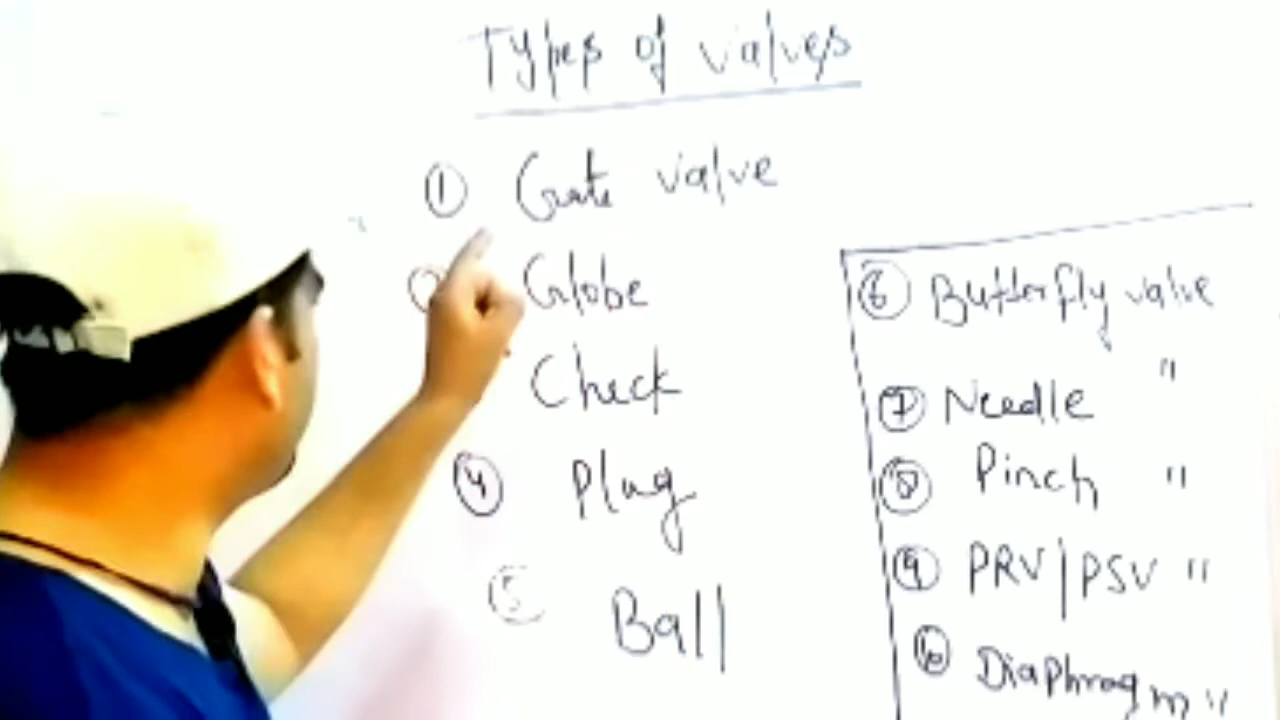 Types of valves
① Gate valve
② Globe
Check
④ Plug
⑤ Ball
⑥ Butterfly valve
⑦ Needle "
⑧ Pinch "
⑨ PRV/PSV "
⑩ Diaphragm "